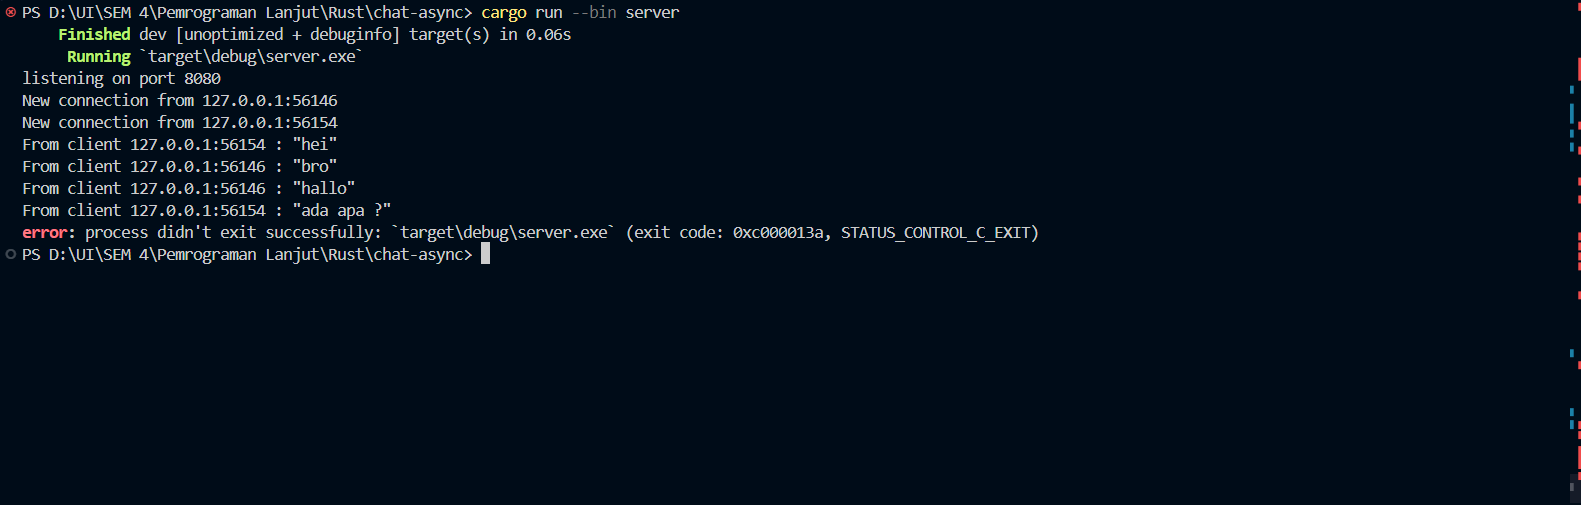 PS D:\UI\SEM 4\Pemrograman Lanjut\Rust\chat-async> cargo run --bin server
    Finished dev [unoptimized + debuginfo] target(s) in 0.06s
     Running `target\debug\server.exe`
listening on port 8080
New connection from 127.0.0.1:56146
New connection from 127.0.0.1:56154
From client 127.0.0.1:56154 : "hei"
From client 127.0.0.1:56146 : "bro"
From client 127.0.0.1:56146 : "hallo"
From client 127.0.0.1:56154 : "ada apa ?"
error: process didn't exit successfully: `target\debug\server.exe` (exit code: 0xc000013a, STATUS_CONTROL_C_EXIT)
PS D:\UI\SEM 4\Pemrograman Lanjut\Rust\chat-async>